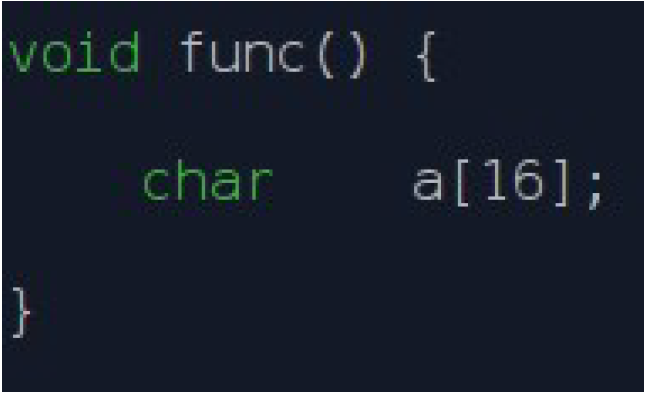 void func() {
    char    a[16];
}